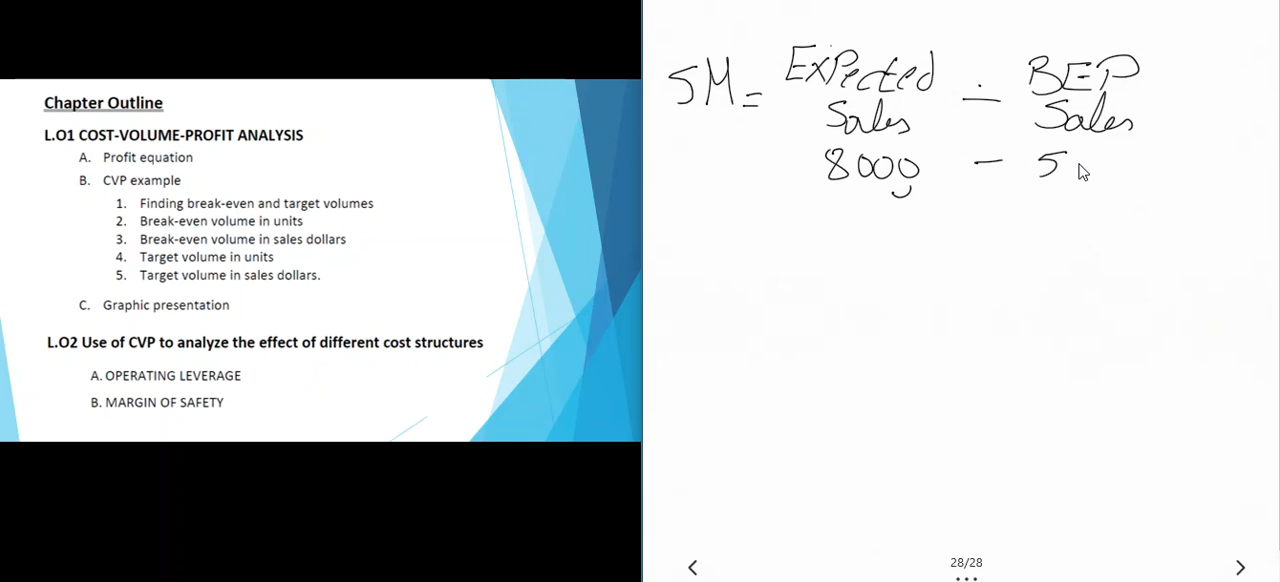 Chapter Outline
L.O1 COST-VOLUME-PROFIT ANALYSIS
A. Profit equation
B. CVP example
1. Finding break-even and target volumes
2. Break-even volume in units
3. Break-even volume in sales dollars
4. Target volume in units
5. Target volume in sales dollars.
C. Graphic presentation
L.O2 Use of CVP to analyze the effect of different cost structures
A. OPERATING LEVERAGE
B. MARGIN OF SAFETY
SM = Expected Sales ÷ BEP Sales
8000 - 5
28/28